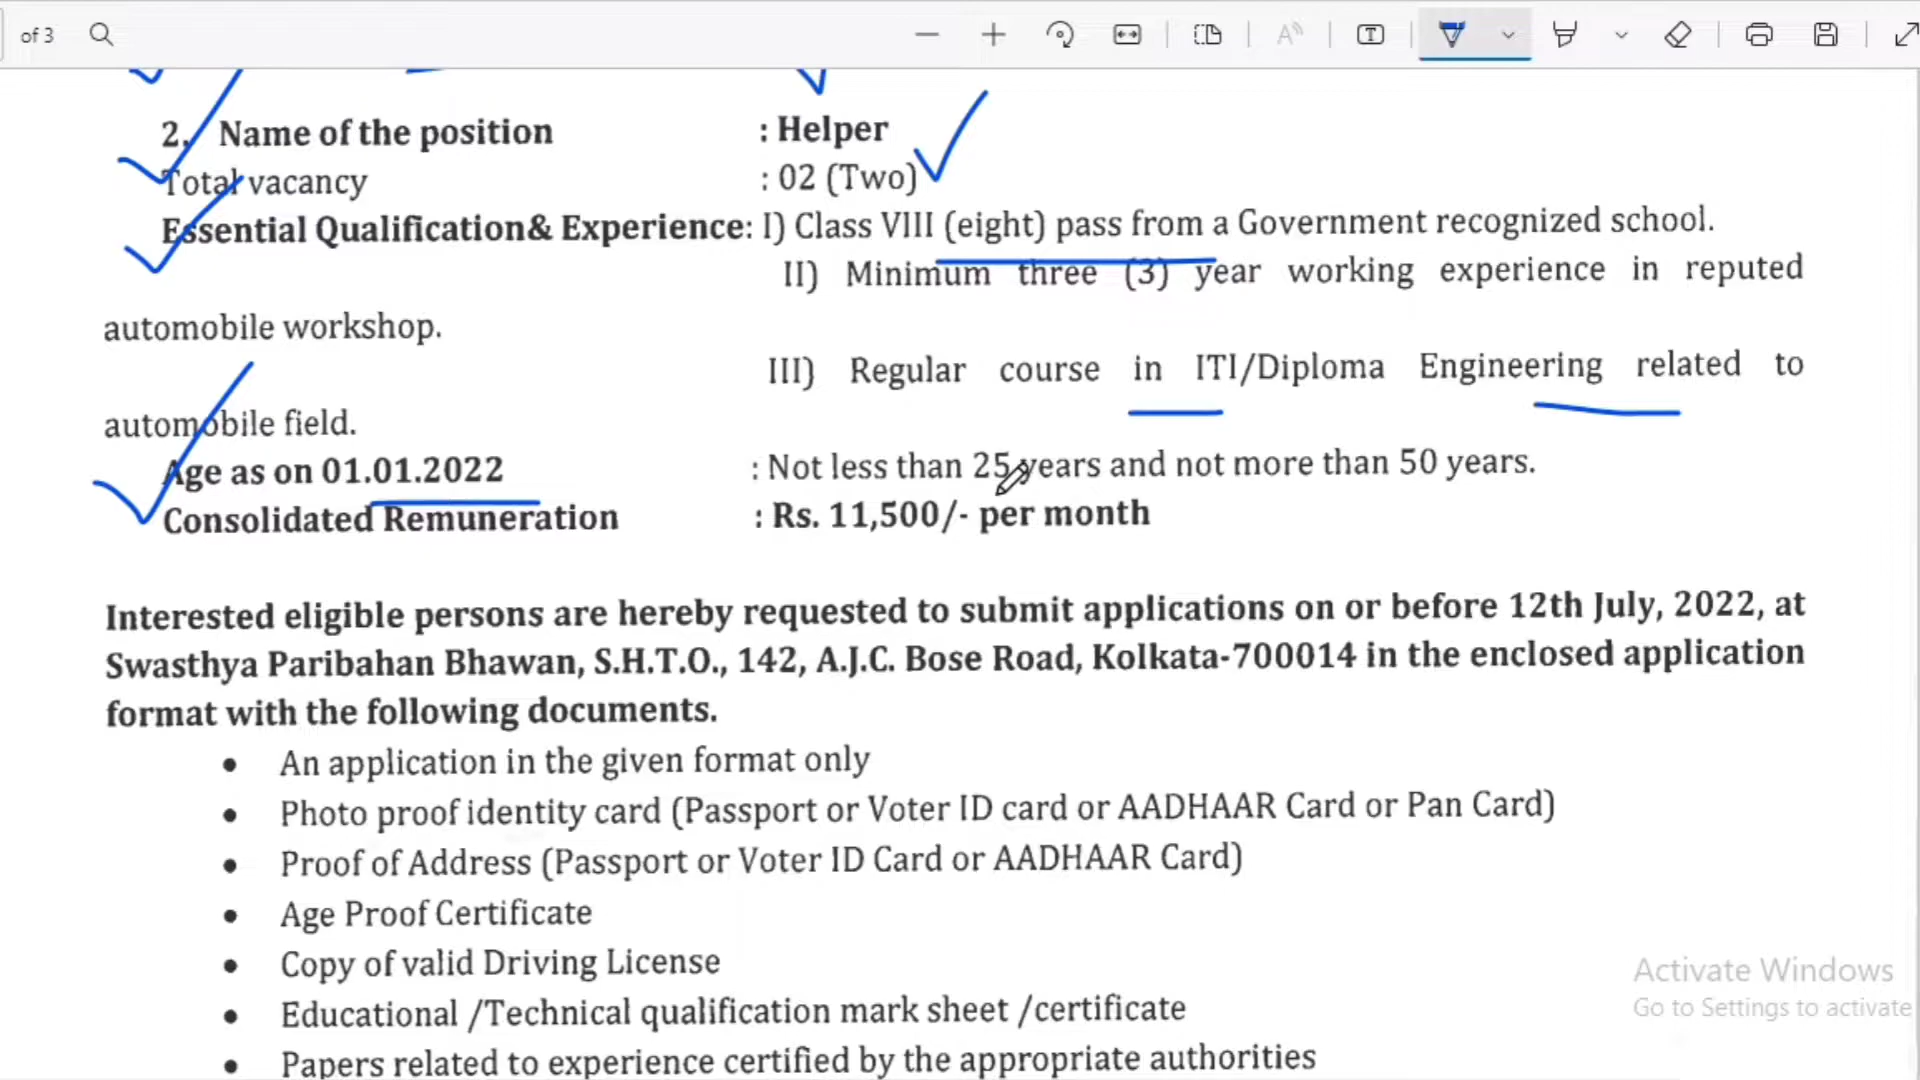 of 3
2. Name of the position : Helper
Total vacancy : 02 (Two)
Essential Qualification& Experience: I) Class VIII (eight) pass from a Government recognized school.
II) Minimum three (3) year working experience in reputed
automobile workshop.
III) Regular course in ITI/Diploma Engineering related to
automobile field.
Age as on 01.01.2022 : Not less than 25 years and not more than 50 years.
Consolidated Remuneration : Rs. 11,500/- per month
Interested eligible persons are hereby requested to submit applications on or before 12th July, 2022, at
Swasthya Paribahan Bhawan, S.H.T.O., 142, A.J.C. Bose Road, Kolkata-700014 in the enclosed application
format with the following documents.
• An application in the given format only
• Photo proof identity card (Passport or Voter ID card or AADHAAR Card or Pan Card)
• Proof of Address (Passport or Voter ID Card or AADHAAR Card)
• Age Proof Certificate
• Copy of valid Driving License
• Educational /Technical qualification mark sheet /certificate
• Papers related to experience certified by the appropriate authorities
Activate Windows
Go to Settings to activate